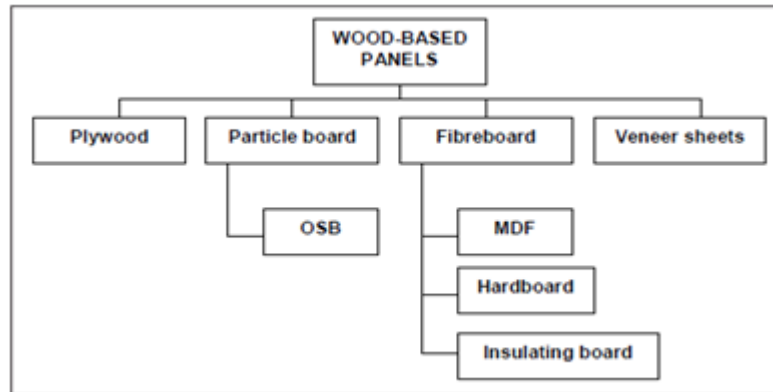 WOOD-BASED
PANELS
Plywood
Particle board
Fibreboard
Veneer sheets
OSB
MDF
Hardboard
Insulating board